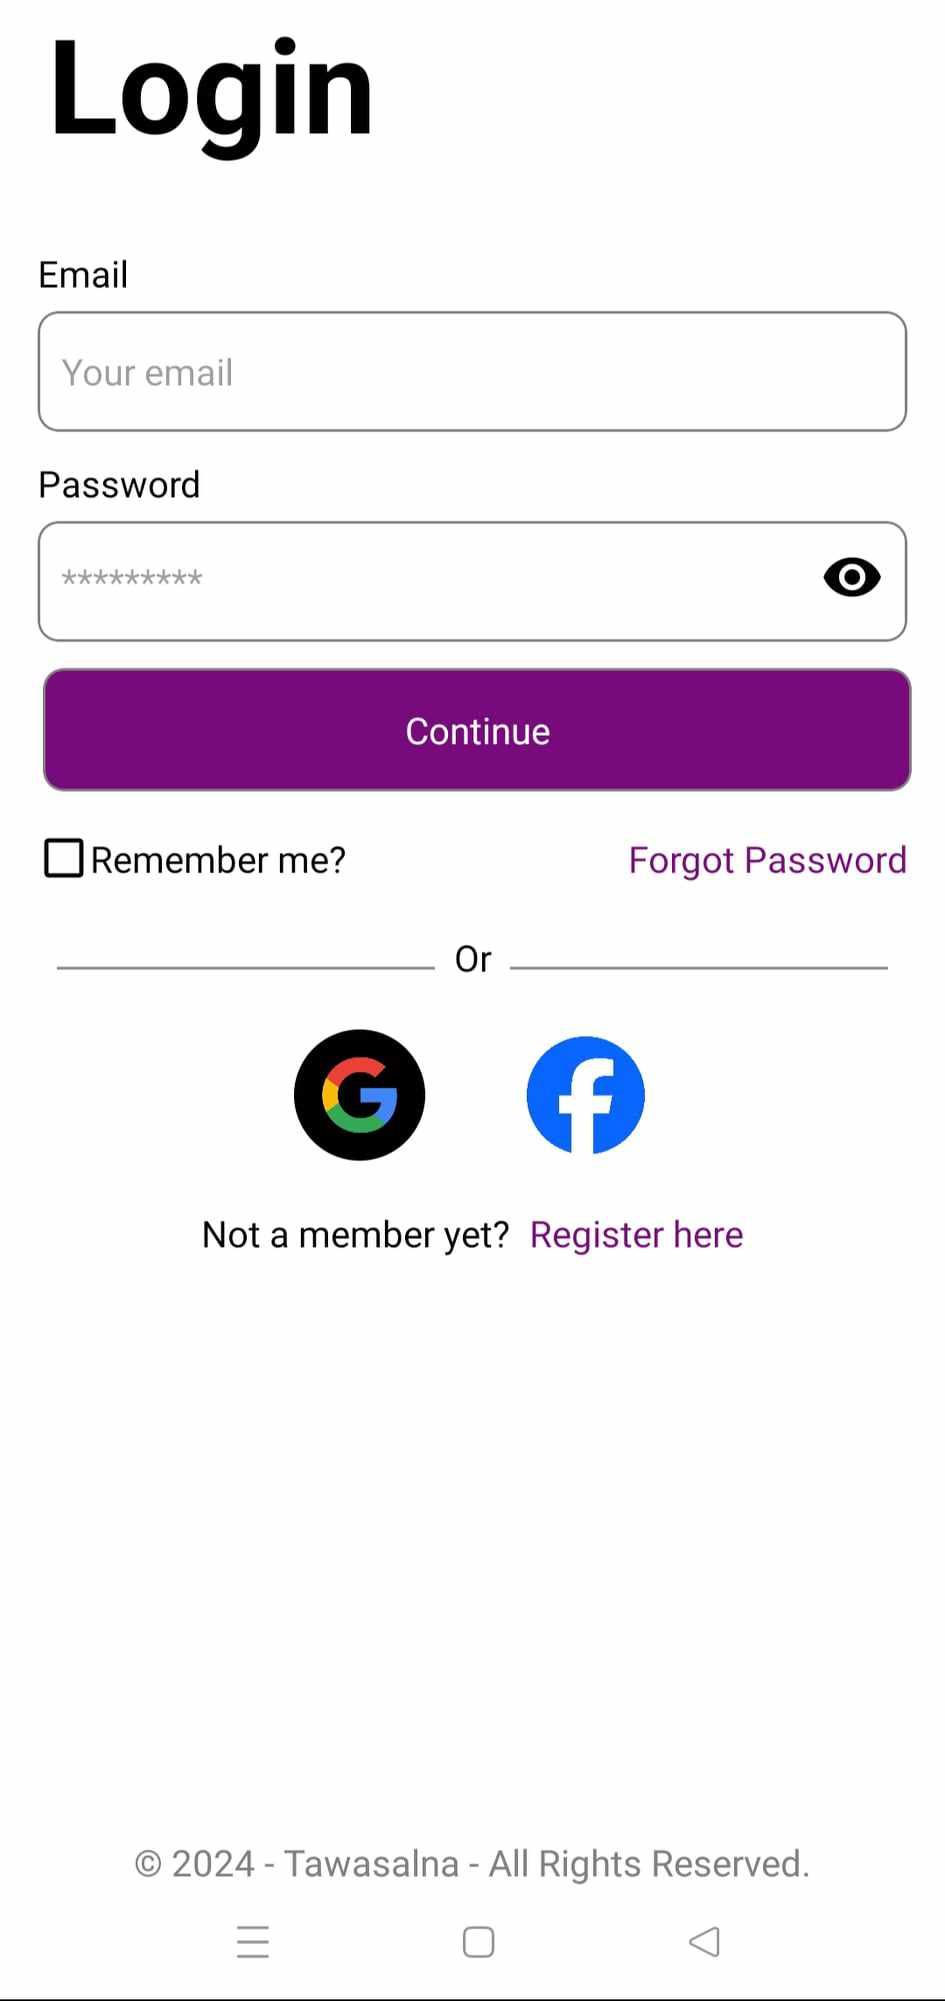 Login
Email
Your email
Password
*********
Continue
Remember me? Forgot Password
Or
Not a member yet? Register here
© 2024 - Tawasalna - All Rights Reserved.